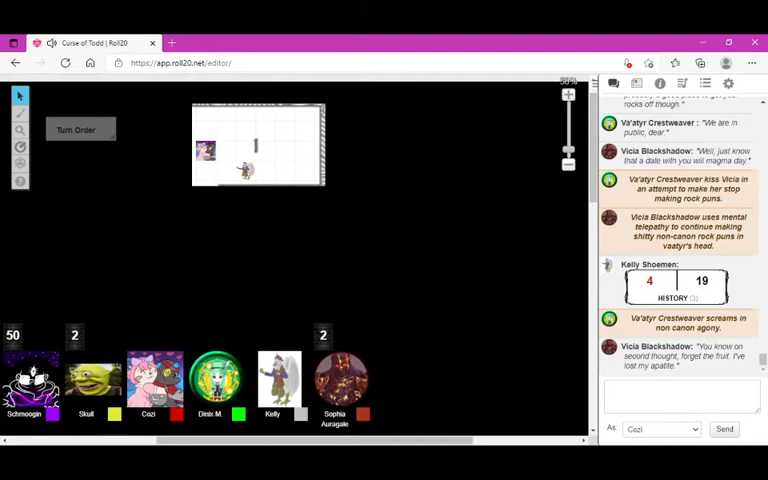 Curse of Todd | Roll20
https://app.roll20.net/editor/
Turn Order
50%
rocks off though."
Va'atyr Crestweaver : "We are in
public, dear."
Vicia Blackshadow: "Well, just know
that a date with you will magma day."
Va'atyr Crestweaver kiss Vicia in
an attempt to make her stop
making rock puns.
Vicia Blackshadow uses mental
telepathy to continue making
shitty non-canon rock puns in
vaatyr's head.
Kelly Shoemen:
4 19
HISTORY (3)
Va'atyr Crestweaver screams in
non canon agony.
Vicia Blackshadow: "You know on
second thought, forget the fruit. I've
lost my apatite."
50
2
2
Schmoogin
Skull
Cozi
Dinix M.
Kelly
Sophia
Auragale
As:
Cozi
Send